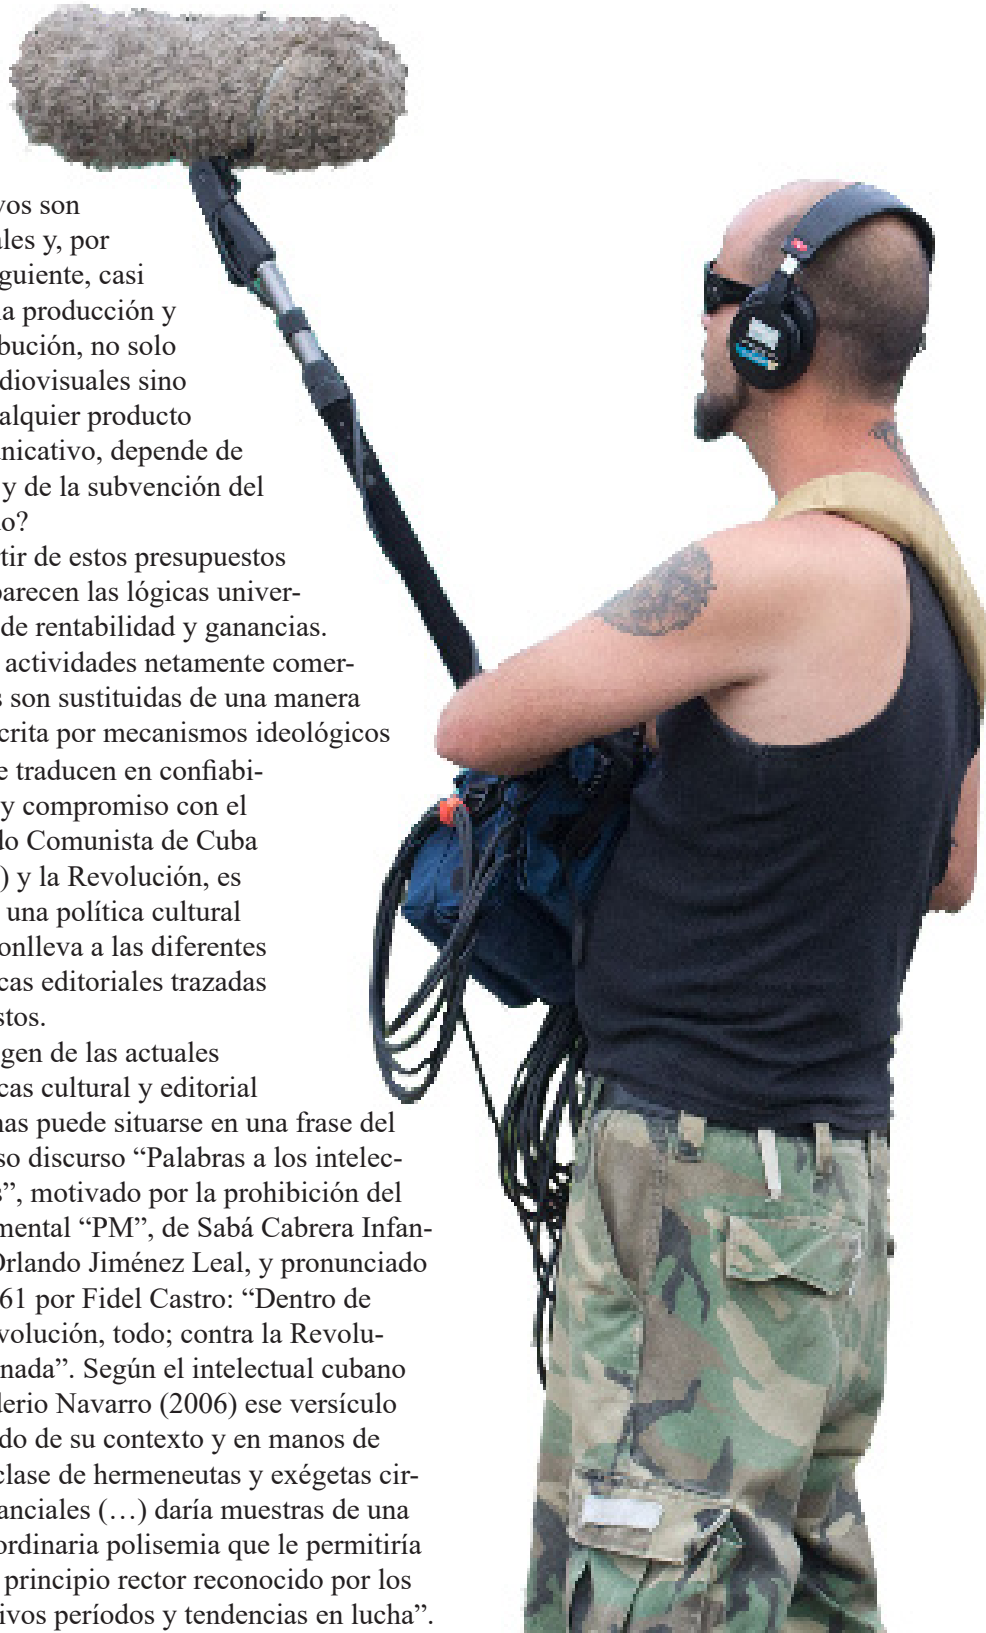 vos son
ales y, por
guiente, casi
la producción y
bución, no solo
diovisuales sino
alquier producto
nicativo, depende de
y de la subvención del
do?
tir de estos presupuestos
parecen las lógicas univer-
de rentabilidad y ganancias.
actividades netamente comer-
s son sustituidas de una manera
crita por mecanismos ideológicos
e traducen en confiabi-
y compromiso con el
do Comunista de Cuba
) y la Revolución, es
una política cultural
onlleva a las diferentes
cas editoriales trazadas
stos.
gen de las actuales
cas cultural y editorial
nas puede situarse en una frase del
so discurso “Palabras a los intelec-
s”, motivado por la prohibición del
mental “PM”, de Sabá Cabrera Infan-
Orlando Jiménez Leal, y pronunciado
61 por Fidel Castro: “Dentro de
volución, todo; contra la Revolu-
nada”. Según el intelectual cubano
derio Navarro (2006) ese versículo
do de su contexto y en manos de
clase de hermeneutas y exégetas cir-
anciales (…) daría muestras de una
ordinaria polisemia que le permitiría
principio rector reconocido por los
ivos períodos y tendencias en lucha”.